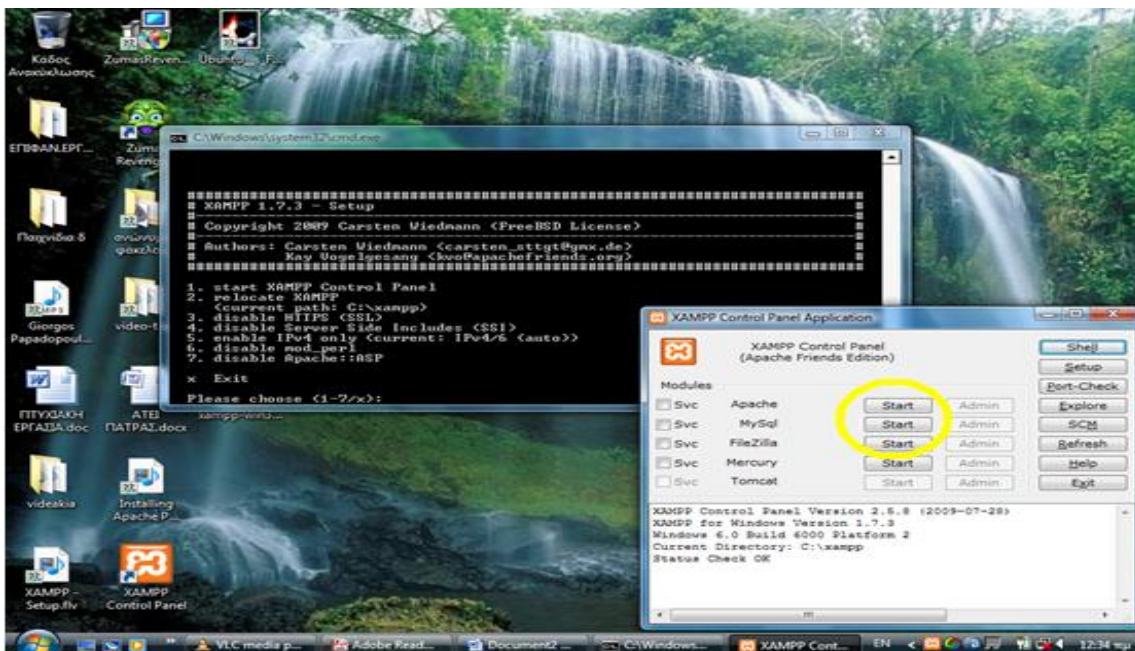 Κάδος
Ανακύκλωσης
ZumasReven...
Ubuntu_-_F...
ΕΠΙΦΑΝ.ΕΡΓ...
Zuma
Revenge
Παιχνίδια δ
ανώνυμ
φάκελο
Giorgos
Papadopoul...
video-t
ΠΤΥΧΙΑΚΗ
ΕΡΓΑΣΙΑ.doc
ΑΤΕΙ
ΠΑΤΡΑΣ.docx
xampp-win3...
videakia
Installing
Apache P...
XAMPP -
Setup.flv
XAMPP
Control Panel
C:\Windows\system32\cmd.exe
XAMPP 1.7.3 - Setup
Copyright 2009 Carsten Wiedmann (FreeBSD License)
Authors: Carsten Wiedmann <carsten_sttgt@gmx.de>
Kay Vogelgesang <kvo@apachefriends.org>
1. start XAMPP Control Panel
2. relocate XAMPP
(current path: C:\xampp)
3. disable HTTPS (SSL)
4. disable Server Side Includes (SSI)
5. enable IPv4 only (current: IPv4/6 (auto))
6. disable mod_perl
7. disable Apache::ASP
x Exit
Please choose (1-7/x):
XAMPP Control Panel Application
XAMPP Control Panel
(Apache Friends Edition)
Shell
Setup
Modules
Port-Check
Svc Apache Start Admin Explore
Svc MySql Start Admin SCM
Svc FileZilla Start Admin Refresh
Svc Mercury Start Admin Help
Svc Tomcat Start Admin Exit
XAMPP Control Panel Version 2.5.8 (2009-07-28)
XAMPP for Windows Version 1.7.3
Windows 6.0 Build 6000 Platform 2
Current Directory: C:\xampp
Status Check OK
VLC media p...
Adobe Read...
Document2 ...
C:\Windows...
XAMPP Cont...
EN
12:34 πμ